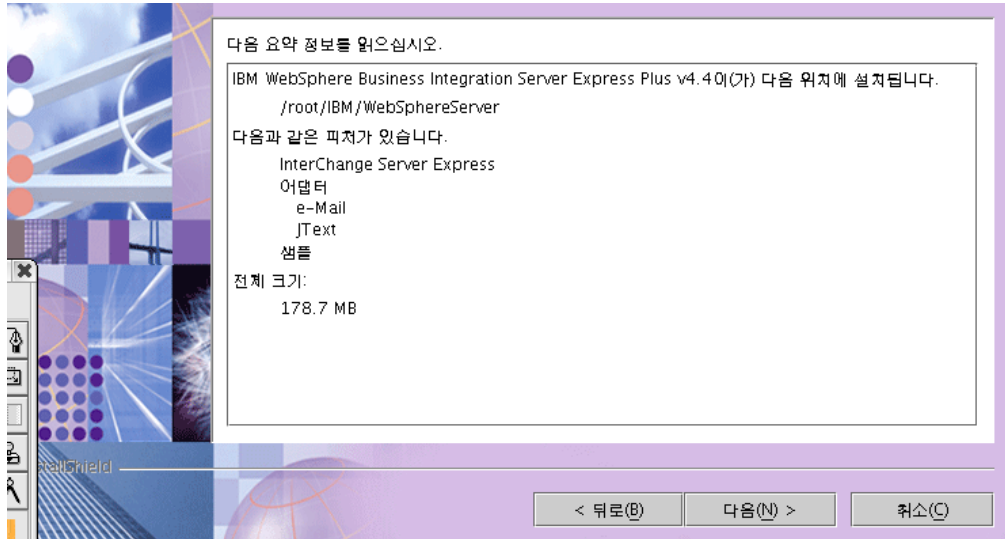 다음 요약 정보를 읽으십시오.
IBM WebSphere Business Integration Server Express Plus v4.4이(가) 다음 위치에 설치됩니다.
/root/IBM/WebSphereServer
다음과 같은 피처가 있습니다.
InterChange Server Express
어댑터
e-Mail
JText
샘플
전체 크기:
178.7 MB
tallShield
< 뒤로(B)
다음(N) >
취소(C)